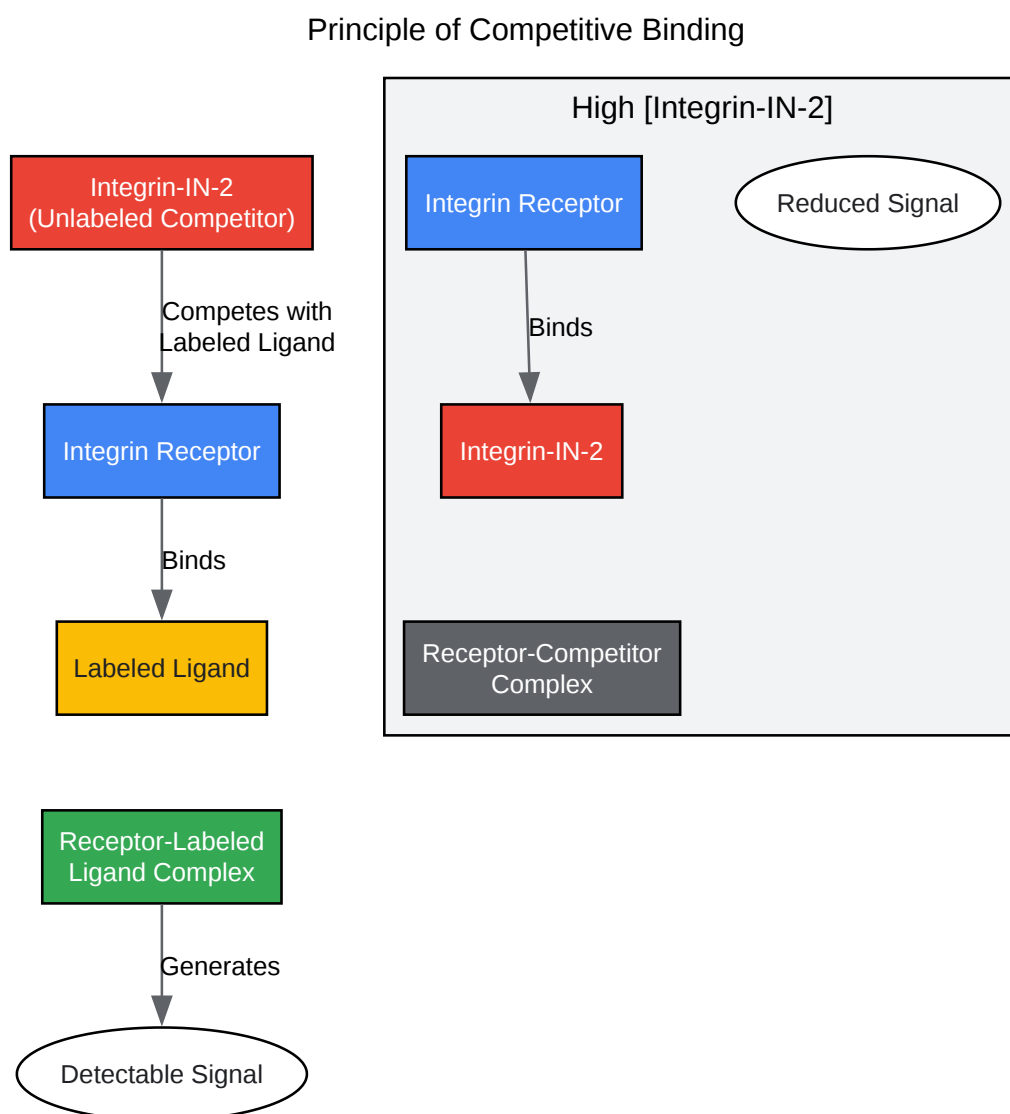 Principle of Competitive Binding
Integrin-IN-2
(Unlabeled Competitor)
Competes with
Labeled Ligand
Integrin Receptor
Binds
Labeled Ligand
Receptor-Labeled
Ligand Complex
Generates
Detectable Signal
High [Integrin-IN-2]
Integrin Receptor
Binds
Integrin-IN-2
Receptor-Competitor
Complex
Reduced Signal